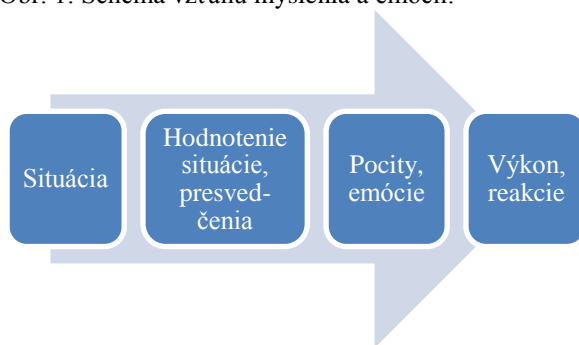 Obr. 1: Schéma vzťahu myslenia a emócií.
Situácia
Hodnotenie
situácie,
presved-
čenia
Pocity,
emócie
Výkon,
reakcie